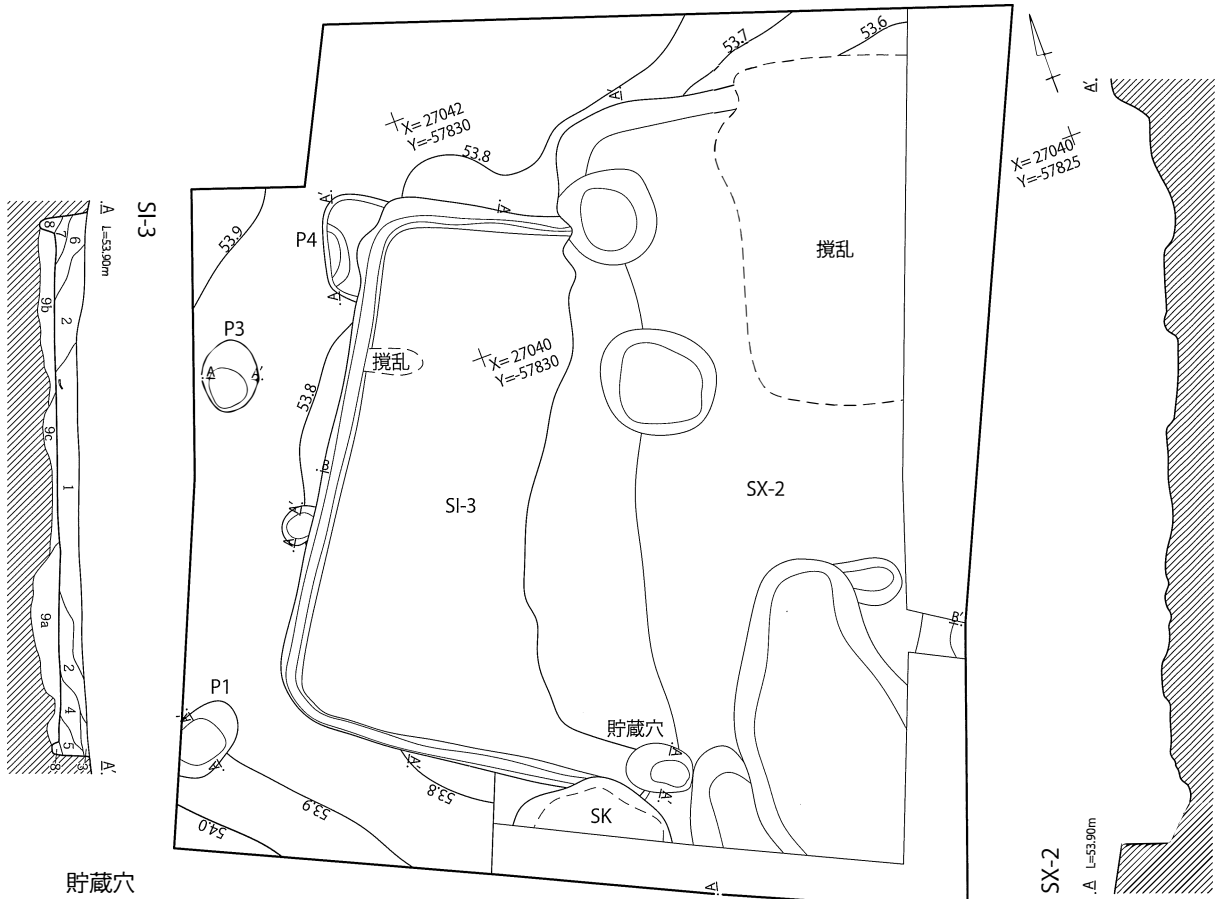 53.6
53.7
A'
A'
X= 27042
Y=-57830
53.8
X= 27040
Y=-57825
SI-3
A L=53.90m
A'
A
P4
A
53.9
撹乱
8
7
6
9b
2
P3
A A'
撹乱
X= 27040
Y=-57830
53.8
9c
1
B
SI-3
SX-2
A'
A
9a
B'
P1
2
4
5
3
8
A'
A
A'
貯蔵穴
A
A'
A'
53.8
53.9
54.0
SK
SX-2
A L=53.90m
A
貯蔵穴